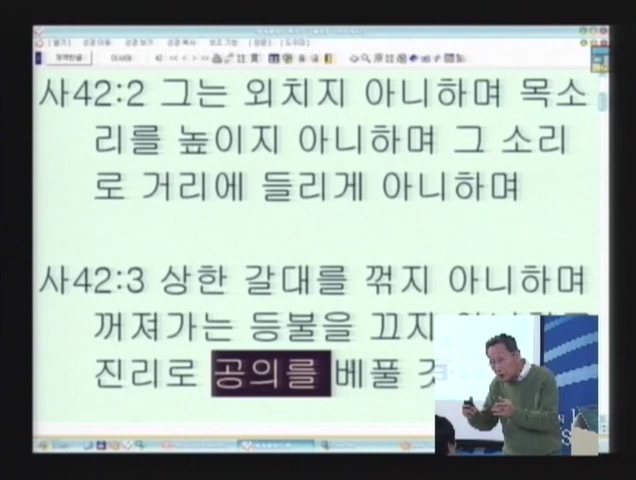 사42:2 그는 외치지 아니하며 목소
리를 높이지 아니하며 그 소리
로 거리에 들리게 아니하며
사42:3 상한 갈대를 꺾지 아니하며
꺼져가는 등불을 끄지
진리로 공의를 베풀 것